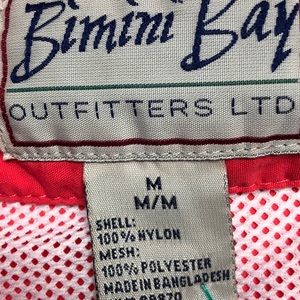 Bimini Bay
OUTFITTERS LTD
M
M/M
SHELL:
100% NYLON
MESH:
100% POLYESTER
MADE IN BANGLADESH